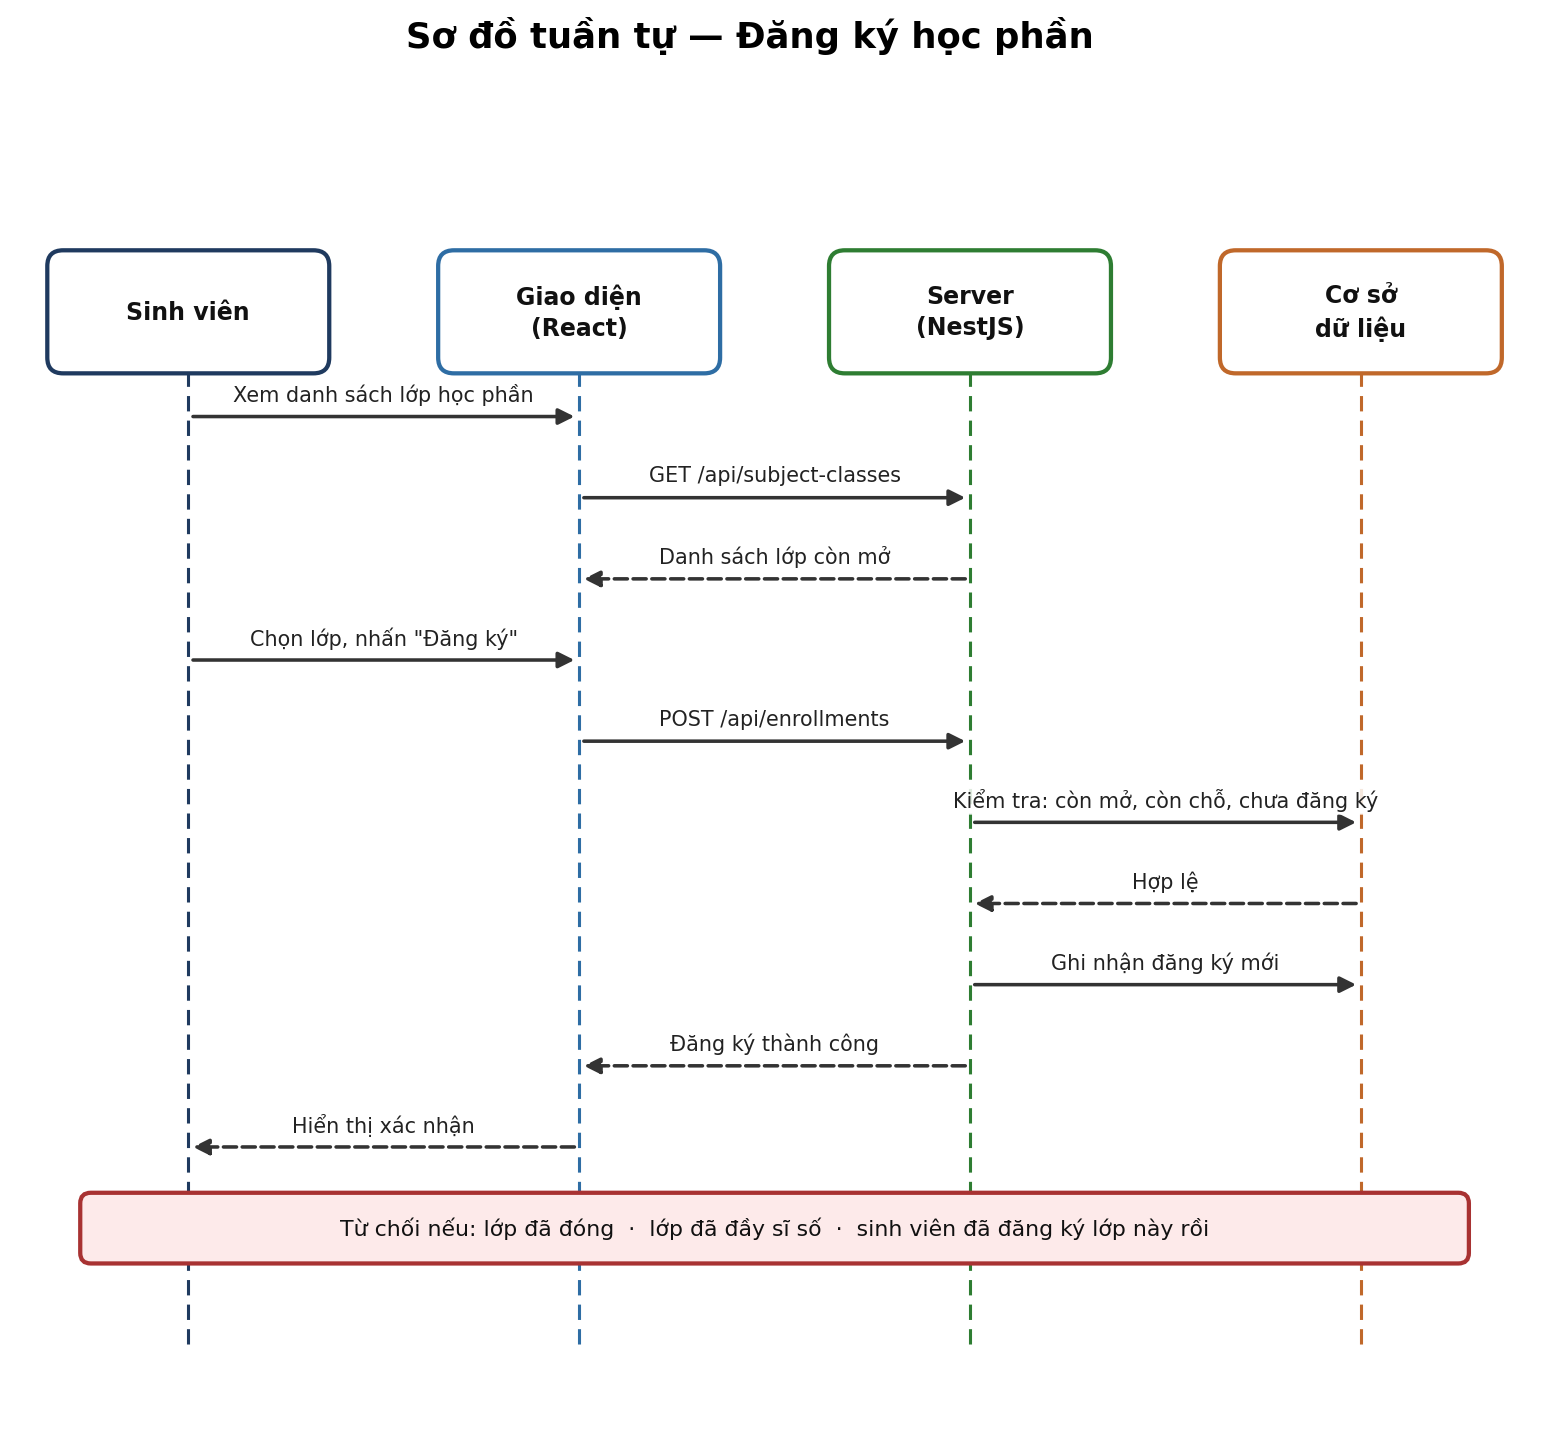 Sơ đồ tuần tự — Đăng ký học phần
Sinh viên
Giao diện
(React)
Server
(NestJS)
Cơ sở
dữ liệu
Xem danh sách lớp học phần
GET /api/subject-classes
Danh sách lớp còn mở
Chọn lớp, nhấn "Đăng ký"
POST /api/enrollments
Kiểm tra: còn mở, còn chỗ, chưa đăng ký
Hợp lệ
Ghi nhận đăng ký mới
Đăng ký thành công
Hiển thị xác nhận
Từ chối nếu: lớp đã đóng · lớp đã đầy sĩ số · sinh viên đã đăng ký lớp này rồi